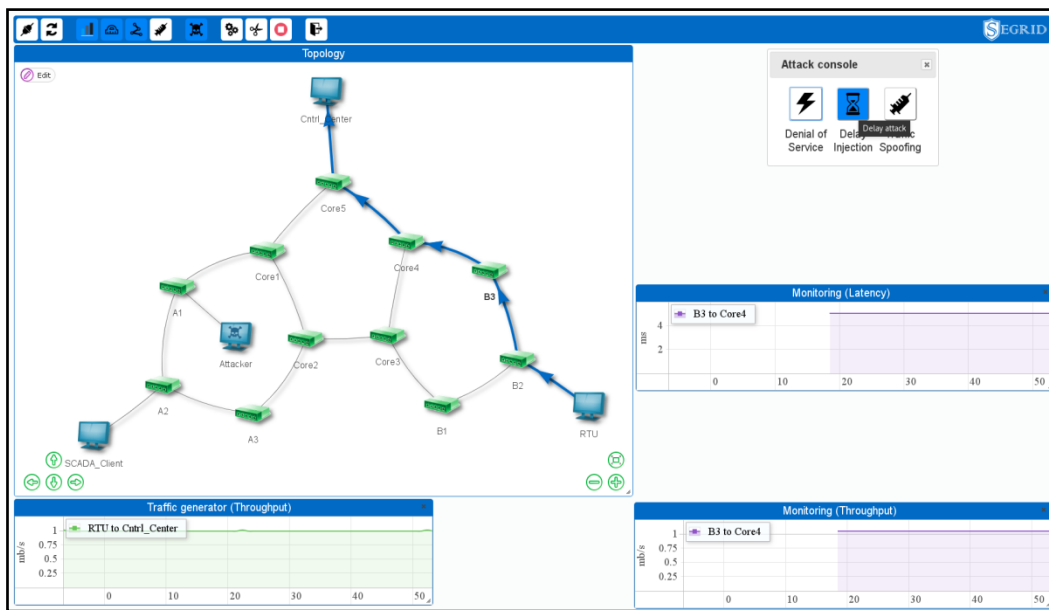 SEGRID
Topology
Edit
Cntrl_Center
Core5
Core4
Core1
B3
A1
Attacker
Core2
Core3
B2
A2
A3
B1
RTU
SCADA_Client
Attack console
Denial of Service
Delay Injection
Spoofing
Delay attack
Monitoring (Latency)
B3 to Core4
ms
4
2
0 10 20 30 40 50
Traffic generator (Throughput)
RTU to Cntrl_Center
mb/s
1
0.75
0.5
0.25
0 10 20 30 40 50
Monitoring (Throughput)
B3 to Core4
mb/s
1
0.75
0.5
0.25
0 10 20 30 40 50